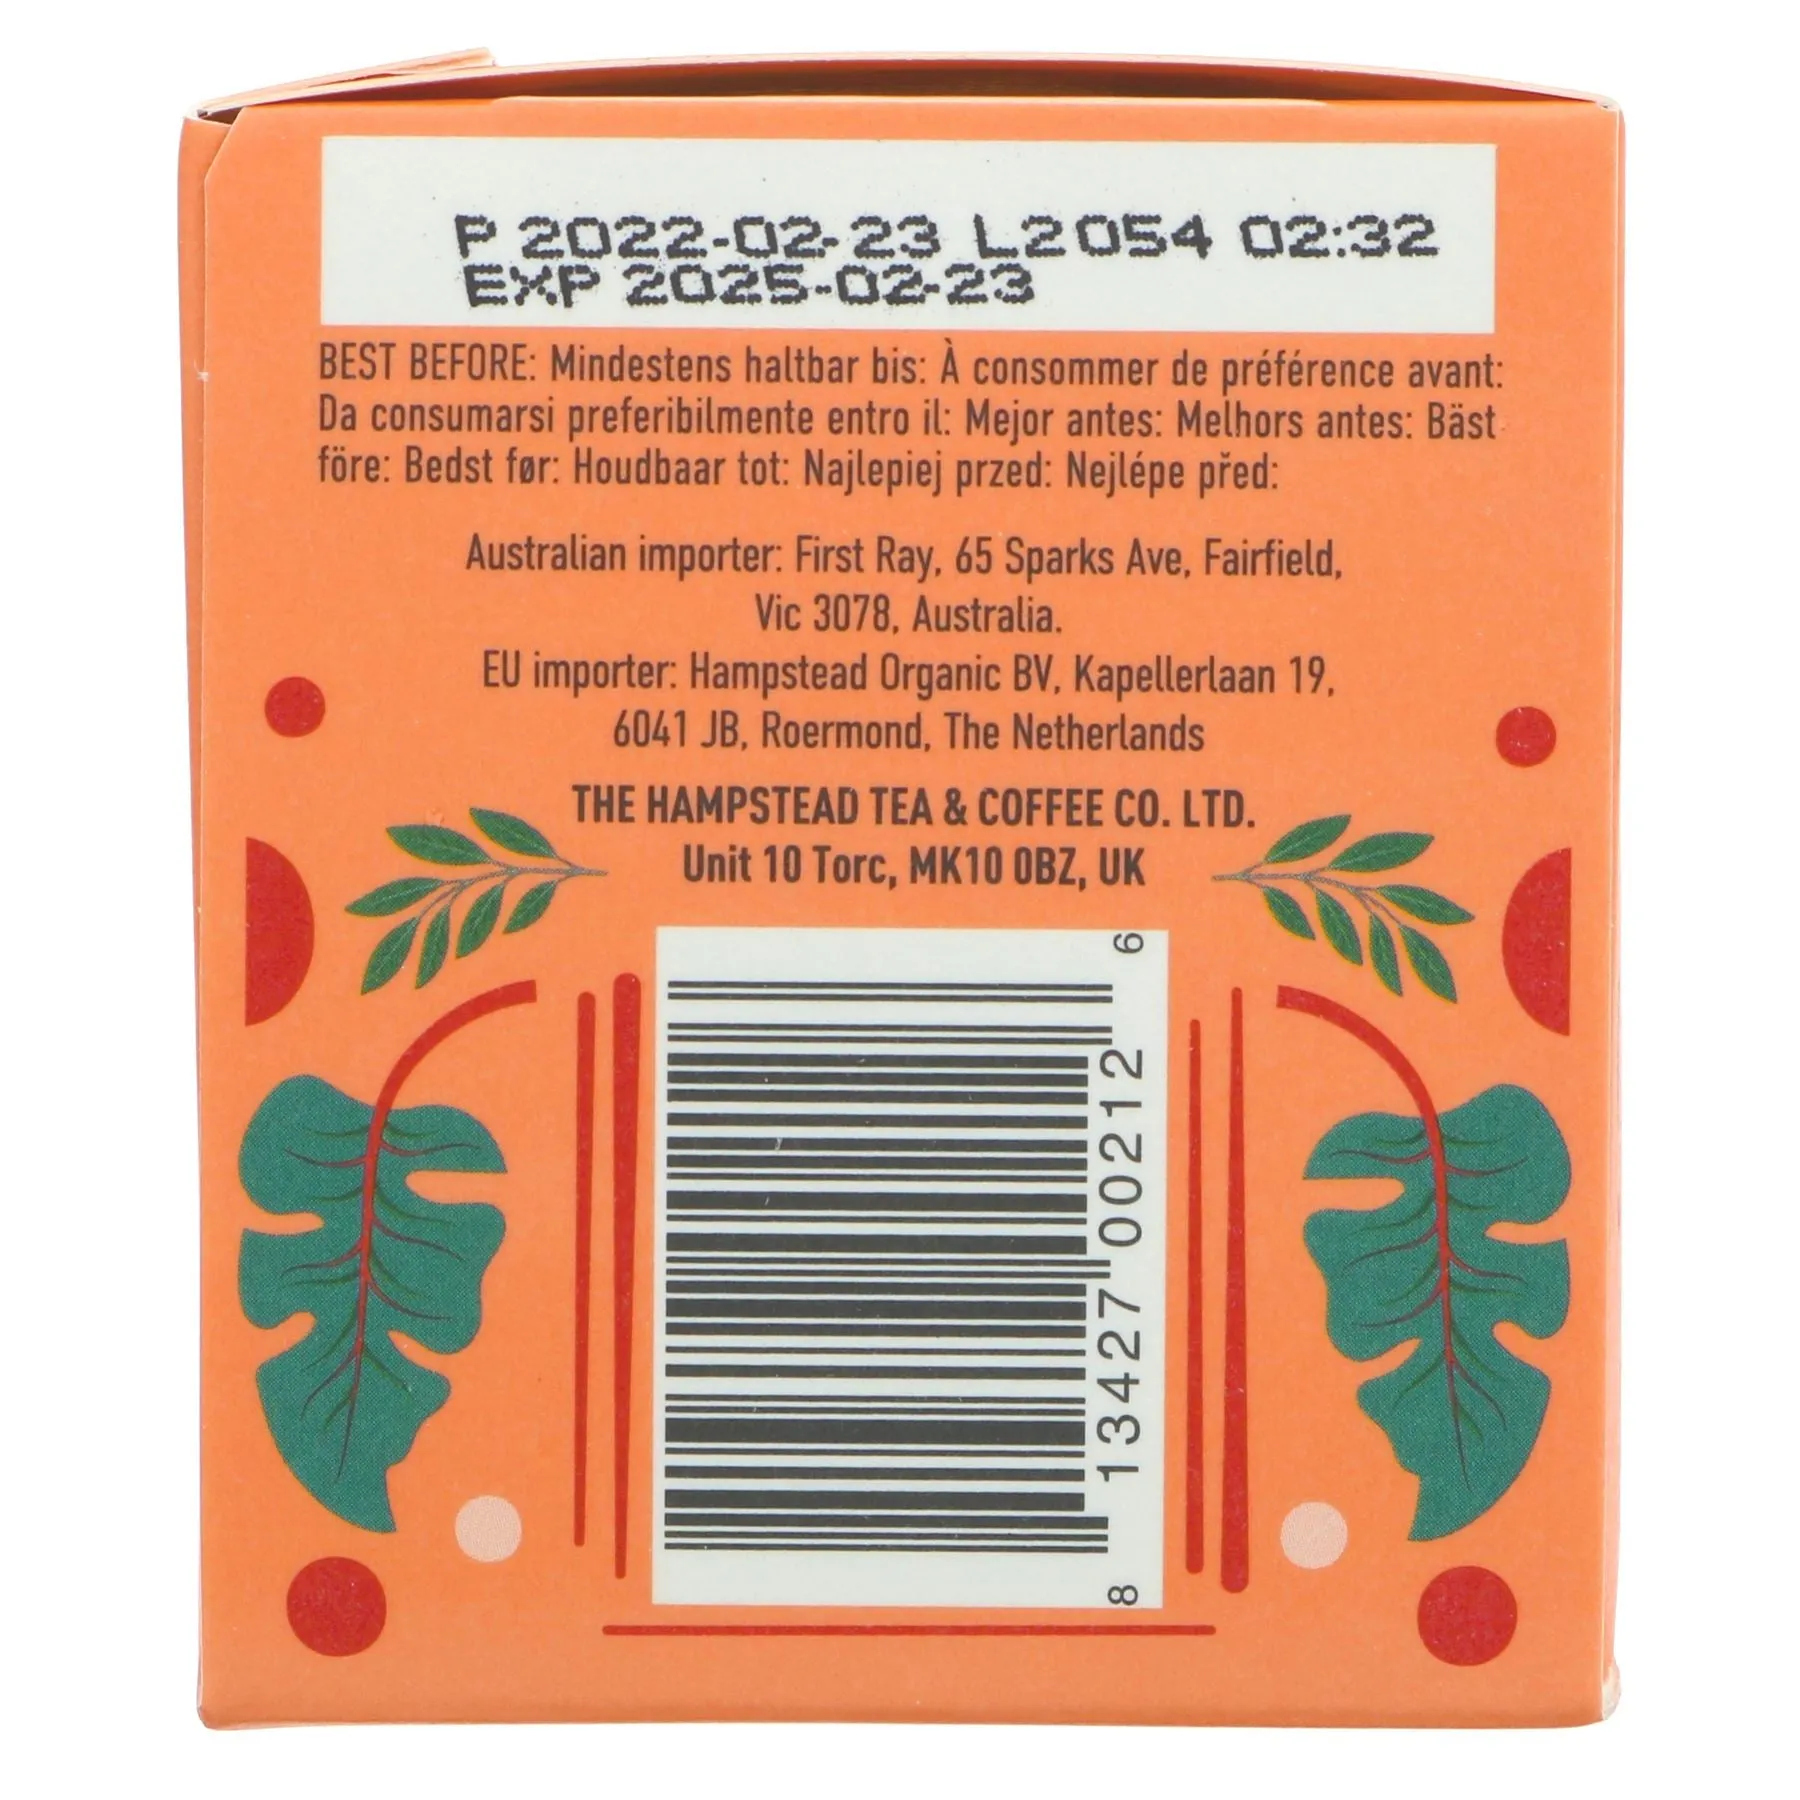 P 2022-02-23 L2054 02:32
EXP 2025-02-23
BEST BEFORE: Mindestens haltbar bis: À consommer de préférence avant:
Da consumarsi preferibilmente entro il: Mejor antes: Melhors antes: Bäst
före: Bedst før: Houdbaar tot: Najlepiej przed: Nejlépe před:
Australian importer: First Ray, 65 Sparks Ave, Fairfield,
Vic 3078, Australia.
EU importer: Hampstead Organic BV, Kapellerlaan 19,
6041 JB, Roermond, The Netherlands
THE HAMPSTEAD TEA & COFFEE CO. LTD.
Unit 10 Torc, MK10 0BZ, UK
8 13427 00212 6